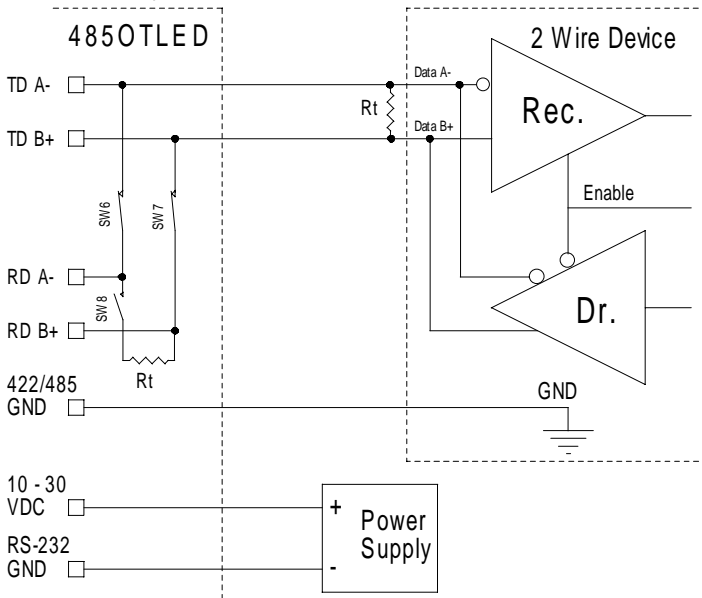 485OTLED
2 Wire Device
TD A-
TD B+
Rt
Data A-
Data B+
Rec.
Enable
SW6
SW7
RD A-
SW8
RD B+
Rt
Dr.
422/485
GND
GND
10 - 30
VDC
RS-232
GND
+
Power
Supply
-